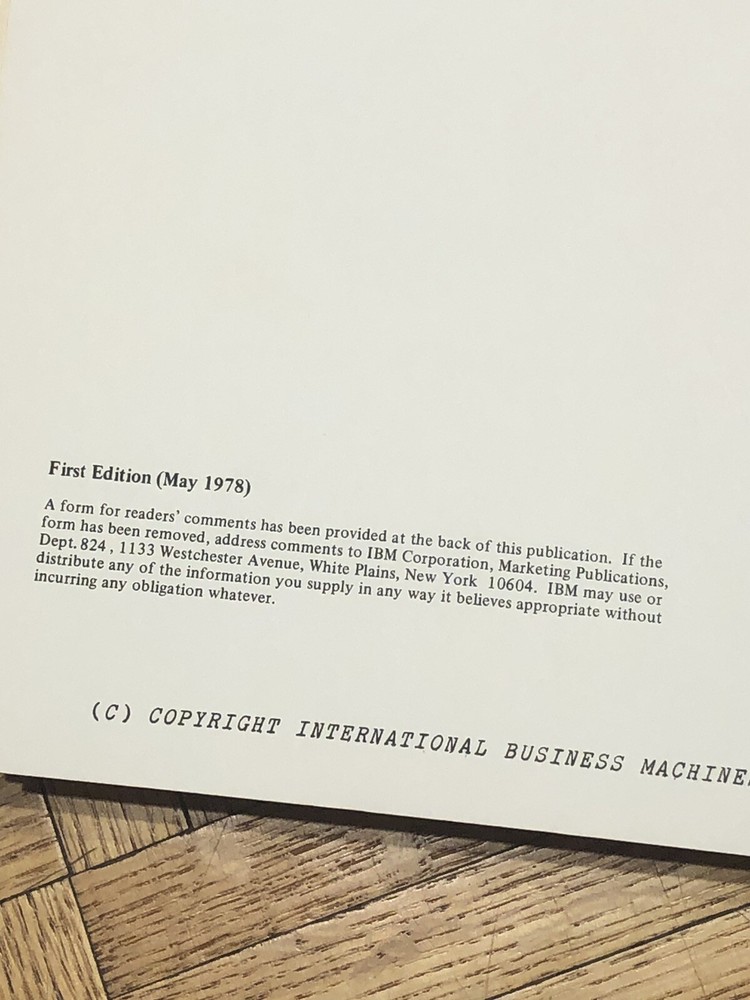 First Edition (May 1978)
A form for readers' comments has been provided at the back of this publication. If the
form has been removed, address comments to IBM Corporation, Marketing Publications,
Dept. 824 , 1133 Westchester Avenue, White Plains, New York 10604. IBM may use or
distribute any of the information you supply in any way it believes appropriate without
incurring any obligation whatever.
(C) COPYRIGHT INTERNATIONAL BUSINESS